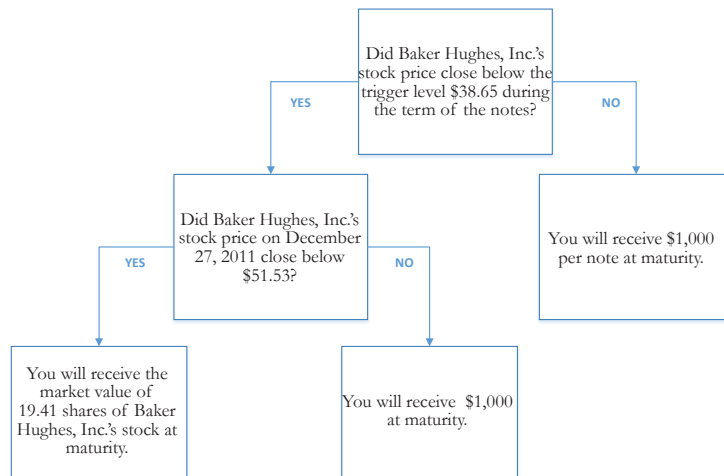 Did Baker Hughes, Inc.'s
stock price close below the
trigger level $38.65 during
the term of the notes?
YES
NO
Did Baker Hughes, Inc.'s
stock price on December
27, 2011 close below
$51.53?
You will receive $1,000
per note at maturity.
YES
NO
You will receive the
market value of
19.41 shares of Baker
Hughes, Inc.'s stock at
maturity.
You will receive $1,000
at maturity.